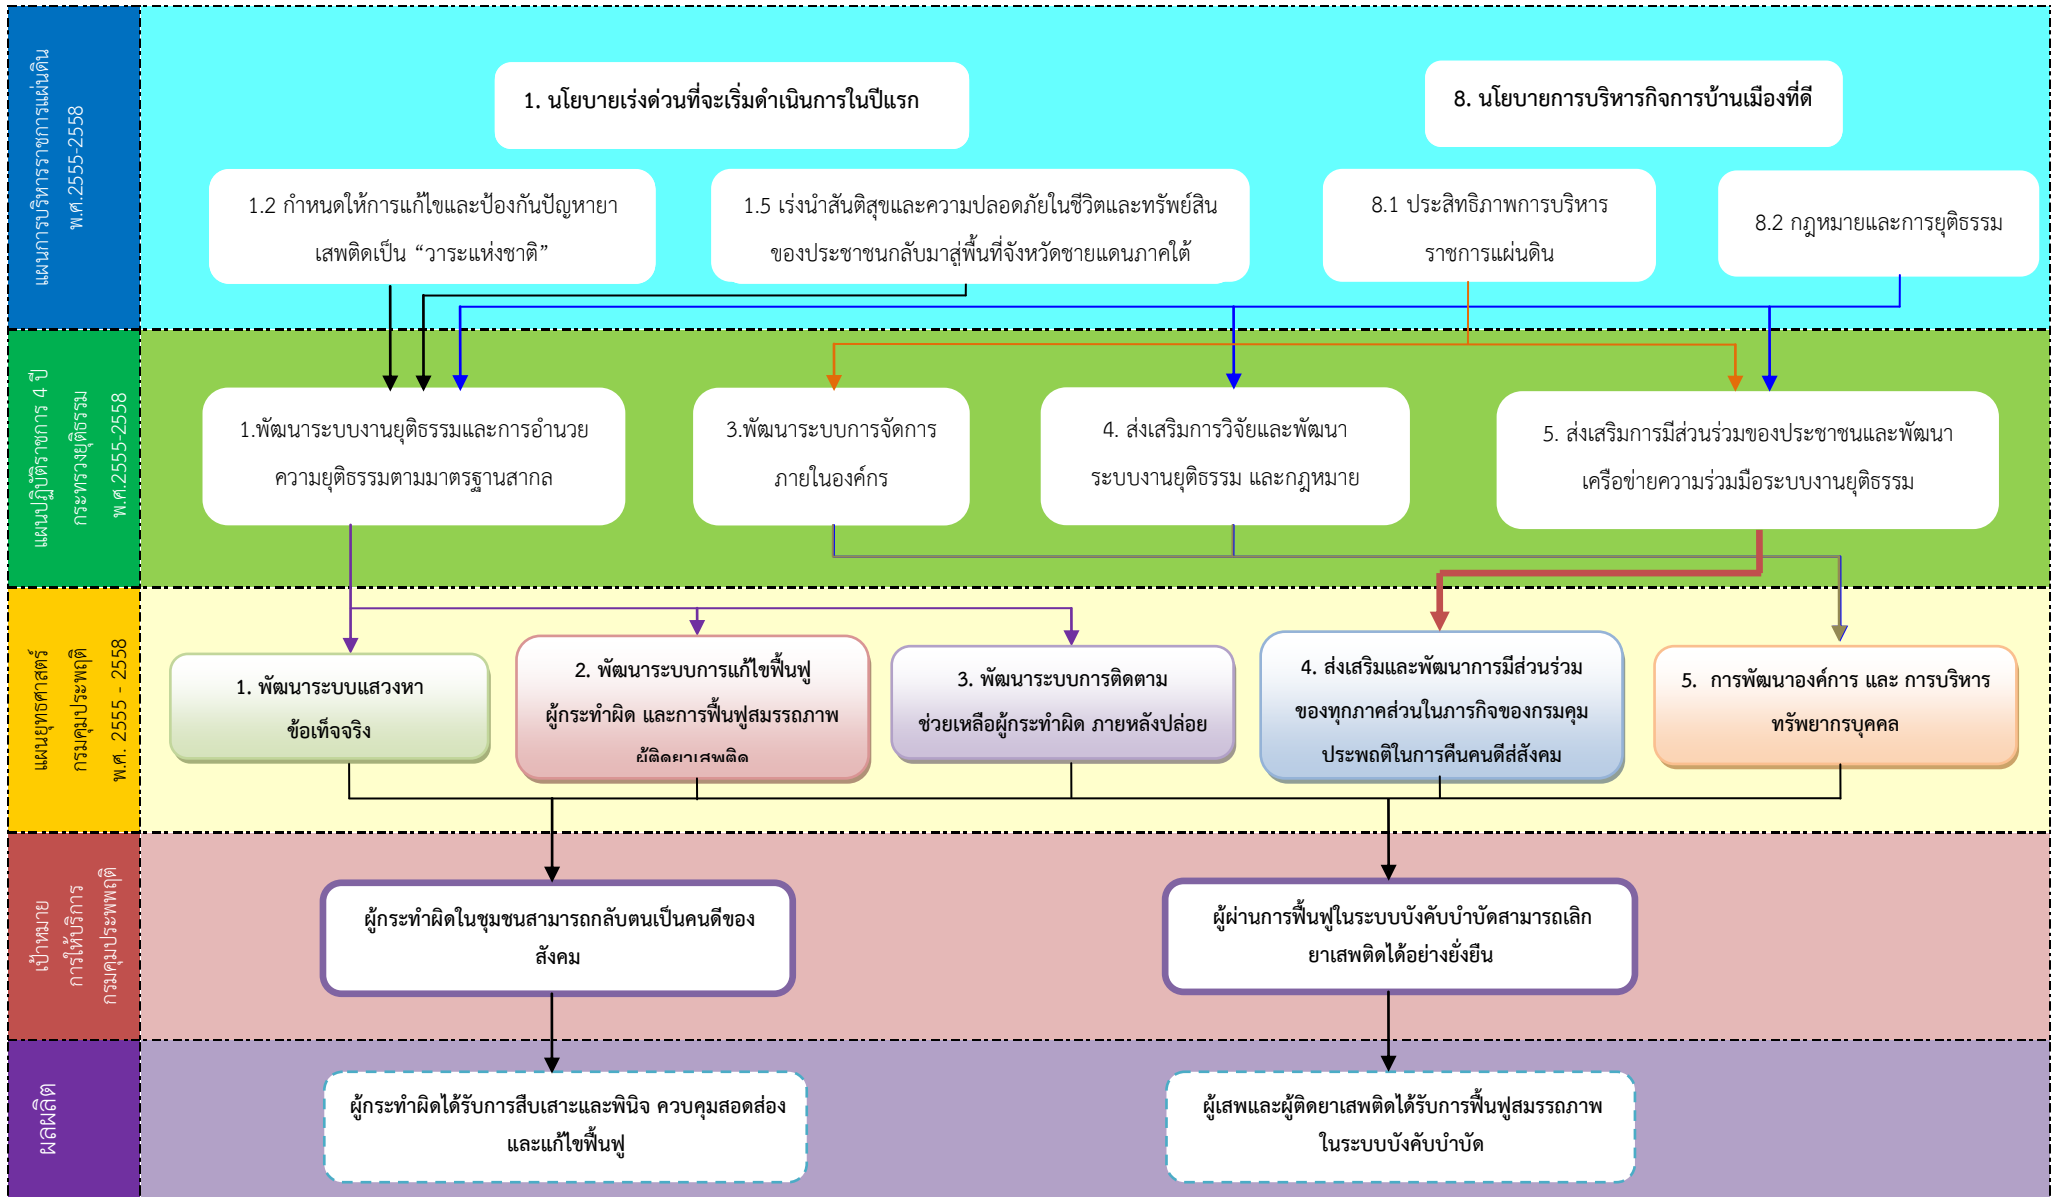 แผนการบริหารราชการแผ่นดิน
พ.ศ.2555-2558
1. นโยบายเร่งด่วนที่จะเริ่มดำเนินการในปีแรก
8. นโยบายการบริหารกิจการบ้านเมืองที่ดี
1.2 กำหนดให้การแก้ไขและป้องกันปัญหายา
เสพติดเป็น “วาระแห่งชาติ”
1.5 เร่งนำสันติสุขและความปลอดภัยในชีวิตและทรัพย์สิน
ของประชาชนกลับมาสู่พื้นที่จังหวัดชายแดนภาคใต้
8.1 ประสิทธิภาพการบริหาร
ราชการแผ่นดิน
8.2 กฎหมายและการยุติธรรม
แผนปฏิบัติราชการ 4 ปี
กระทรวงยุติธรรม
พ.ศ.2555-2558
1.พัฒนาระบบงานยุติธรรมและการอำนวย
ความยุติธรรมตามมาตรฐานสากล
3.พัฒนาระบบการจัดการ
ภายในองค์กร
4. ส่งเสริมการวิจัยและพัฒนา
ระบบงานยุติธรรม และกฎหมาย
5. ส่งเสริมการมีส่วนร่วมของประชาชนและพัฒนา
เครือข่ายความร่วมมือระบบงานยุติธรรม
แผนยุทธศาสตร์
กรมคุมประพฤติ
พ.ศ. 2555 - 2558
1. พัฒนาระบบแสวงหา
ข้อเท็จจริง
2. พัฒนาระบบการแก้ไขฟื้นฟู
ผู้กระทำผิด และการฟื้นฟูสมรรถภาพ
ผู้ติดยาเสพติด
3. พัฒนาระบบการติดตาม
ช่วยเหลือผู้กระทำผิด ภายหลังปล่อย
4. ส่งเสริมและพัฒนาการมีส่วนร่วม
ของทุกภาคส่วนในภารกิจของกรมคุม
ประพฤติในการคืนคนดีสู่สังคม
5. การพัฒนาองค์การ และ การบริหาร
ทรัพยากรบุคคล
เป้าหมาย
การให้บริการ
กรมคุมประพพฤติ
ผู้กระทำผิดในชุมชนสามารถกลับตนเป็นคนดีของ
สังคม
ผู้ผ่านการฟื้นฟูในระบบบังคับบำบัดสามารถเลิก
ยาเสพติดได้อย่างยั่งยืน
ผลผลิต
ผู้กระทำผิดได้รับการสืบเสาะและพินิจ ควบคุมสอดส่อง
และแก้ไขฟื้นฟู
ผู้เสพและผู้ติดยาเสพติดได้รับการฟื้นฟูสมรรถภาพ
ในระบบบังคับบำบัด